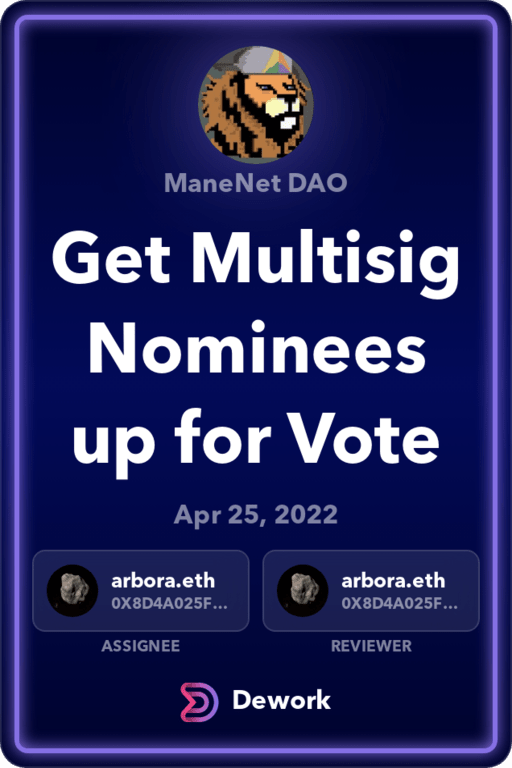 ManeNet DAO
Get Multisig
Nominees
up for Vote
Apr 25, 2022
arbora.eth
0X8D4A025F...
ASSIGNEE
arbora.eth
0X8D4A025F...
REVIEWER
Dework